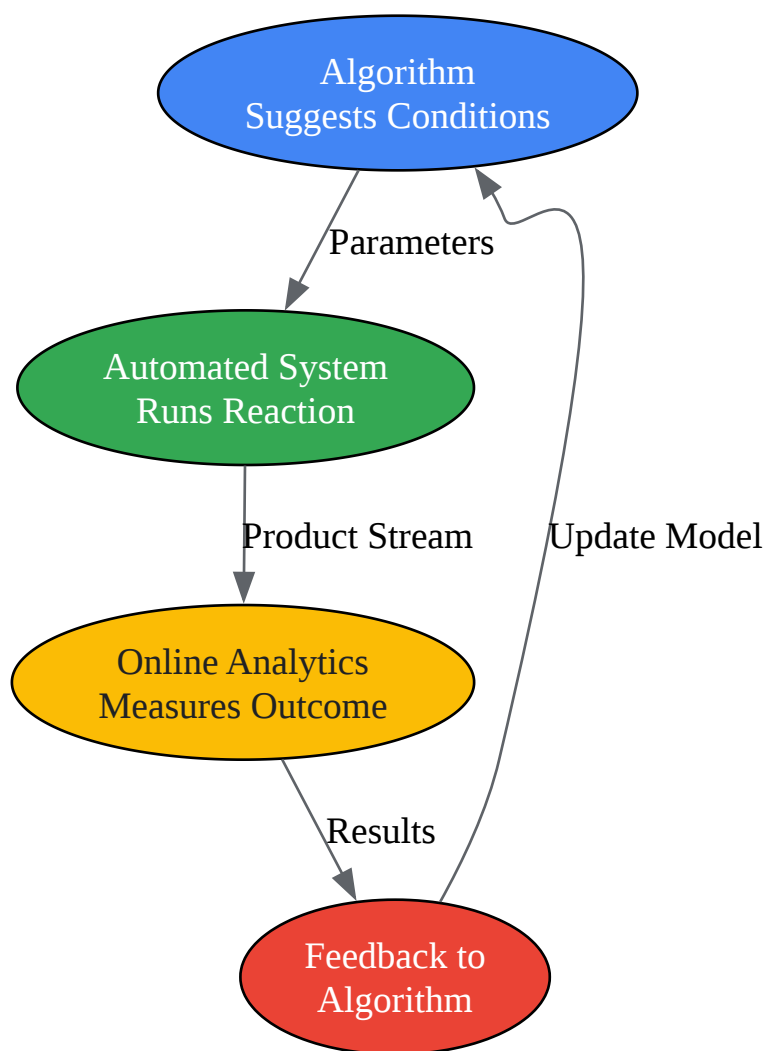 Algorithm
Suggests Conditions
Parameters
Automated System
Runs Reaction
Product Stream
Update Model
Online Analytics
Measures Outcome
Results
Feedback to
Algorithm